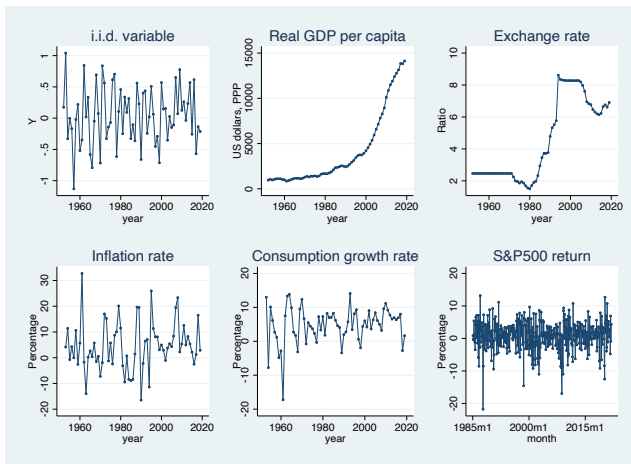 i.i.d. variable
Y
1
.5
0
-.5
-1
1960 1980 2000 2020
year
Real GDP per capita
US dollars, PPP
15000
10000
5000
0
1960 1980 2000 2020
year
Exchange rate
Ratio
10
8
6
4
2
1960 1980 2000 2020
year
Inflation rate
Percentage
30
20
10
0
-10
-20
1960 1980 2000 2020
year
Consumption growth rate
Percentage
20
10
0
-10
-20
1960 1980 2000 2020
year
S&P500 return
Percentage
20
10
0
-10
-20
1985m1 2000m1 2015m1
month